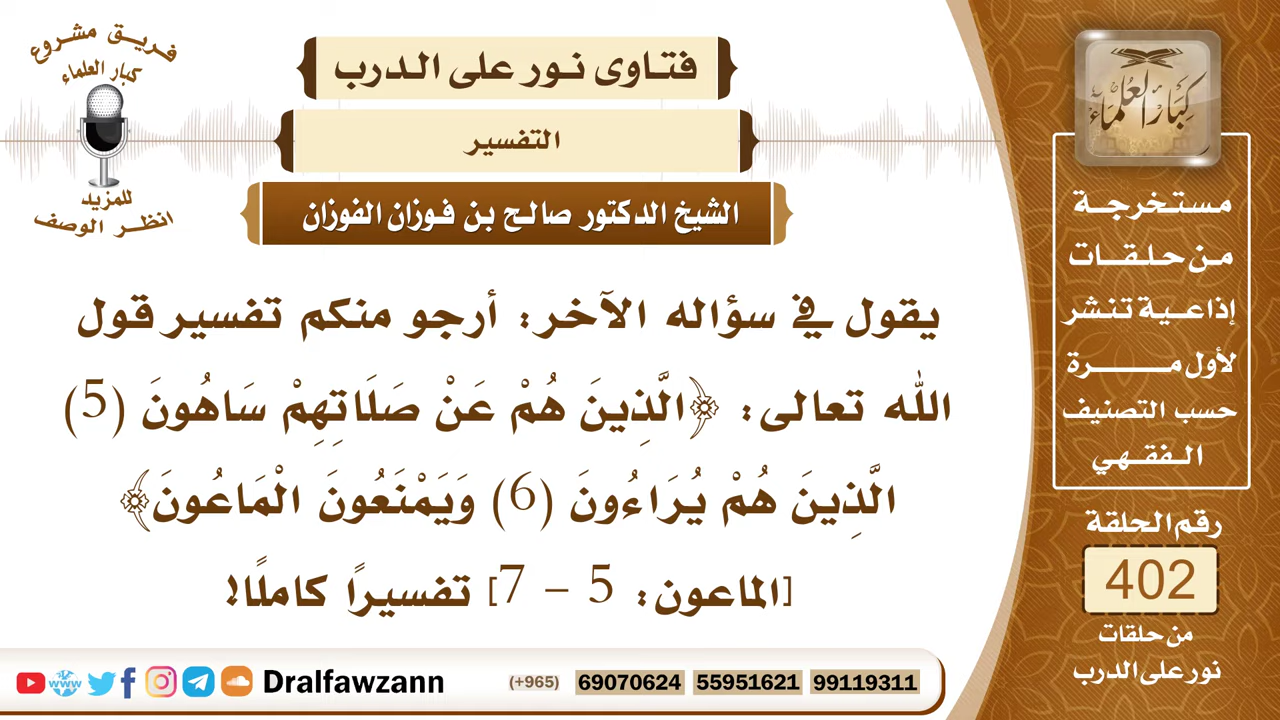 فريق مشروع
كبار العلماء
للمزيد
انظر الوصف
فتاوى نور على الدرب
التفسير
الشيخ الدكتور صالح بن فوزان الفوزان
يقول في سؤاله الآخر: أرجو منكم تفسير قول
الله تعالى: ﴿الَّذِينَ هُمْ عَنْ صَلَاتِهِمْ سَاهُونَ (5)
الَّذِينَ هُمْ يُرَاءُونَ (6) وَيَمْنَعُونَ الْمَاعُونَ﴾
[الماعون: 5 – 7] تفسيرًا كاملًا!
كبار العلماء
مستخرجة
من حلقات
إذاعية تنشر
لأول مرة
حسب التصنيف
الفقهي
رقم الحلقة
402
من حلقات
نور على الدرب
www Dralfawzann (+965) 69070624 55951621 99119311